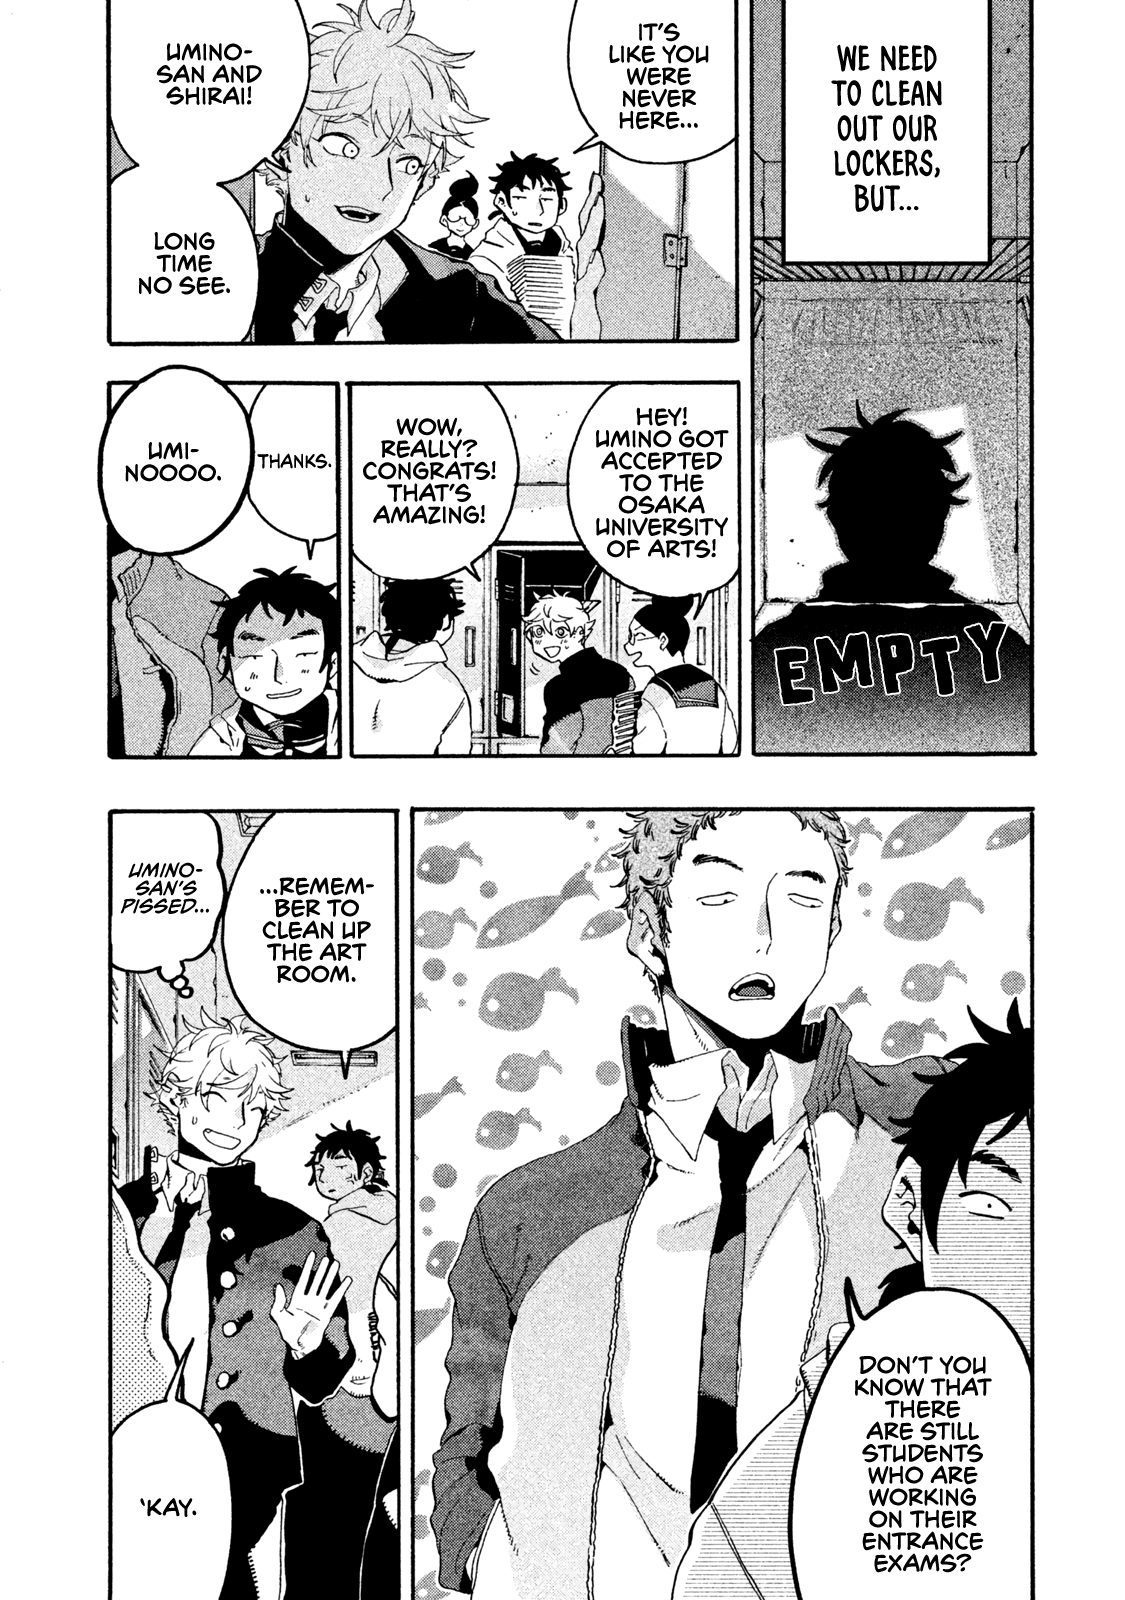 WE NEED
TO CLEAN
OUT OUR
LOCKERS,
BUT...
EMPTY
IT'S
LIKE YOU
WERE
NEVER
HERE...
UMINO-
SAN AND
SHIRAI!
LONG
TIME
NO SEE.
HEY!
UMINO GOT
ACCEPTED
TO THE
OSAKA
UNIVERSITY
OF ARTS!
WOW,
REALLY?
CONGRATS!
THAT'S
AMAZING!
THANKS.
UMI-
NOOOO.
DON'T YOU
KNOW THAT
THERE
ARE STILL
STUDENTS
WHO ARE
WORKING
ON THEIR
ENTRANCE
EXAMS?
...REMEM-
BER TO
CLEAN UP
THE ART
ROOM.
UMINO-
SAN'S
PISSED...
'KAY.